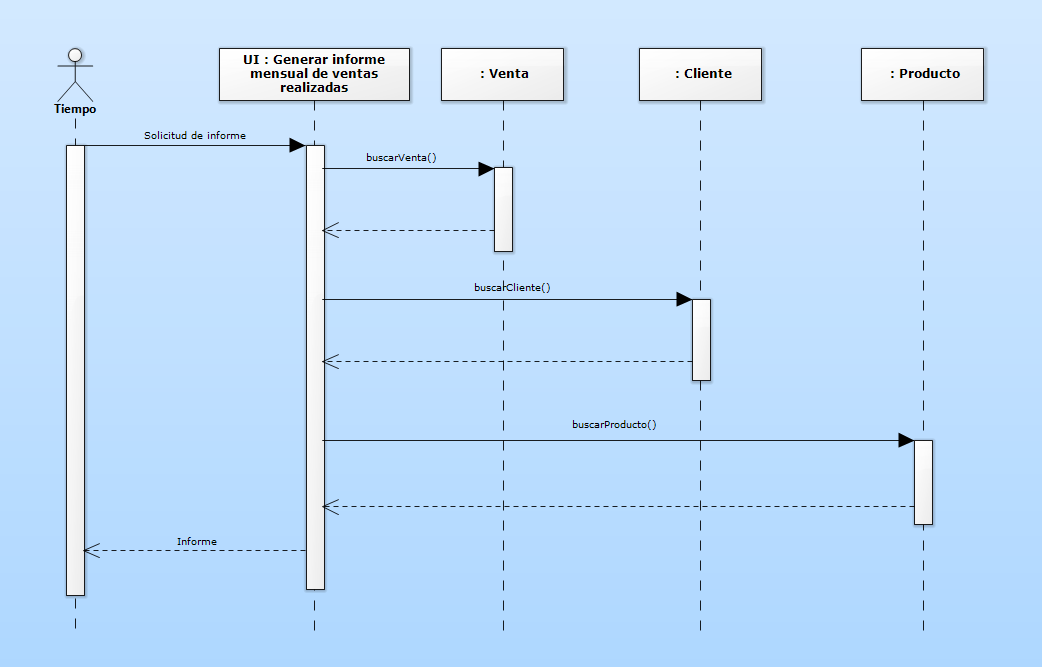 UI : Generar informe
mensual de ventas
realizadas
: Venta
: Cliente
: Producto
Tiempo
Solicitud de informe
buscarVenta()
buscarCliente()
buscarProducto()
Informe